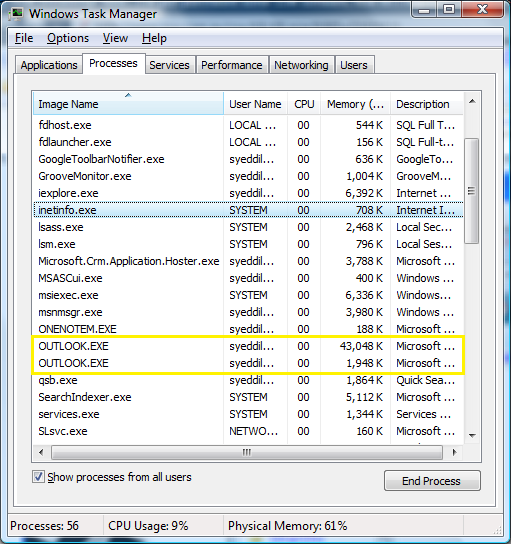 Windows Task Manager
File Options View Help
Applications Processes Services Performance Networking Users
Image Name User Name CPU Memory (... Description
fdhost.exe LOCAL ... 00 544 K SQL Full T...
fdlauncher.exe LOCAL ... 00 156 K SQL Full-t...
GoogleToolbarNotifier.exe syeddil... 00 636 K GoogleTo...
GrooveMonitor.exe syeddil... 00 1,004 K GrooveM...
iexplore.exe syeddil... 00 6,392 K Internet ...
inetinfo.exe SYSTEM 00 708 K Internet I...
lsass.exe SYSTEM 00 2,468 K Local Sec...
lsm.exe SYSTEM 00 796 K Local Ses...
Microsoft.Crm.Application.Hoster.exe syeddil... 00 3,788 K Microsoft ...
MSASCui.exe syeddil... 00 400 K Windows ...
msiexec.exe SYSTEM 00 6,336 K Windows...
msnmsgr.exe syeddil... 00 3,980 K Windows ...
ONENOTEM.EXE syeddil... 00 188 K Microsoft ...
OUTLOOK.EXE syeddil... 00 43,048 K Microsoft ...
OUTLOOK.EXE syeddil... 00 1,948 K Microsoft ...
qsb.exe syeddil... 00 1,864 K Quick Sea...
SearchIndexer.exe SYSTEM 00 5,112 K Microsoft ...
services.exe SYSTEM 00 1,344 K Services ...
SLsvc.exe NETWO... 00 160 K Microsoft ...
Show processes from all users End Process
Processes: 56 CPU Usage: 9% Physical Memory: 61%